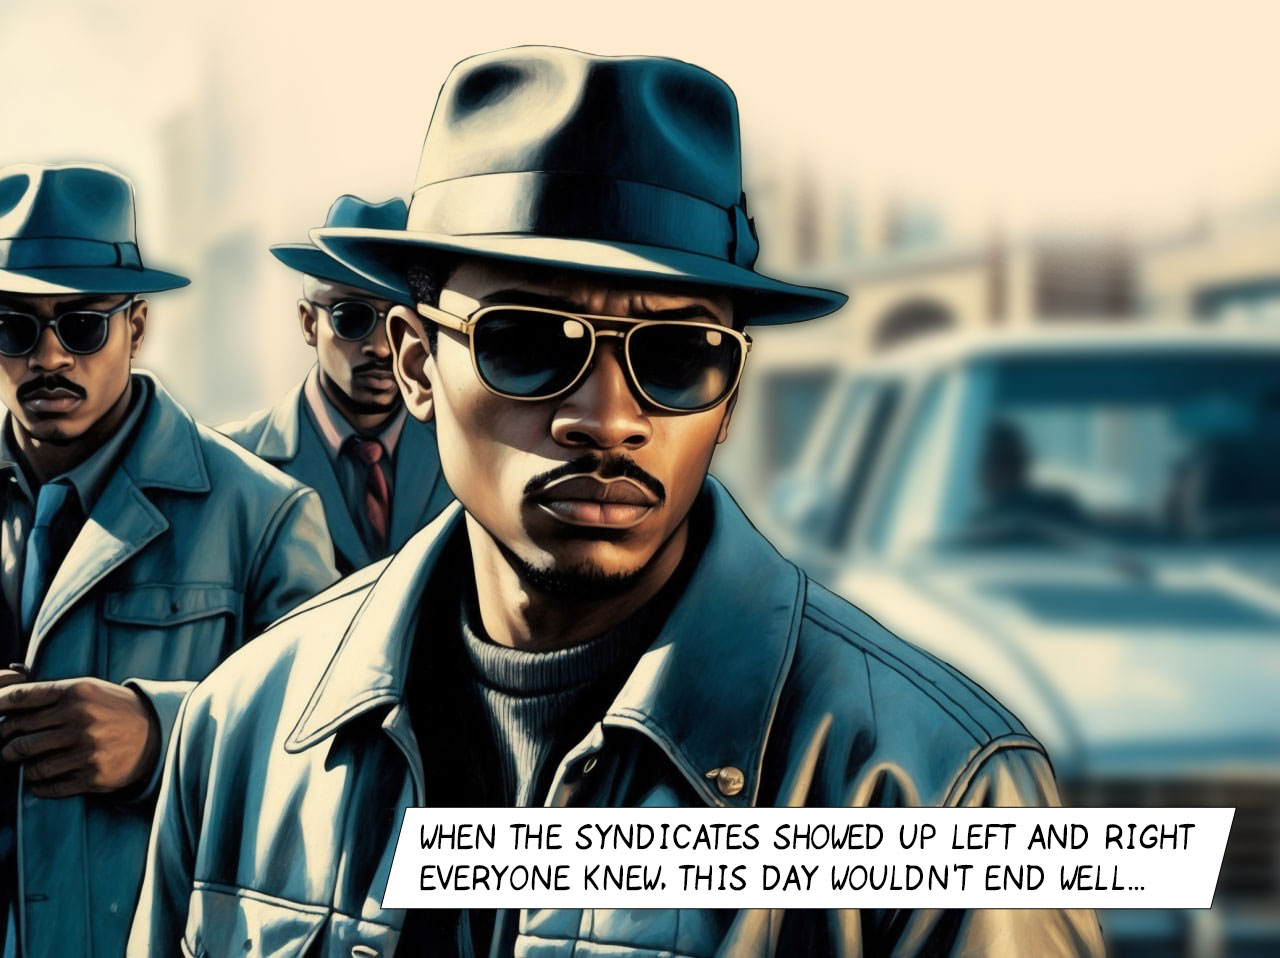 WHEN THE SYNDICATES SHOWED UP LEFT AND RIGHT
EVERYONE KNEW. THIS DAY WOULDN'T END WELL...